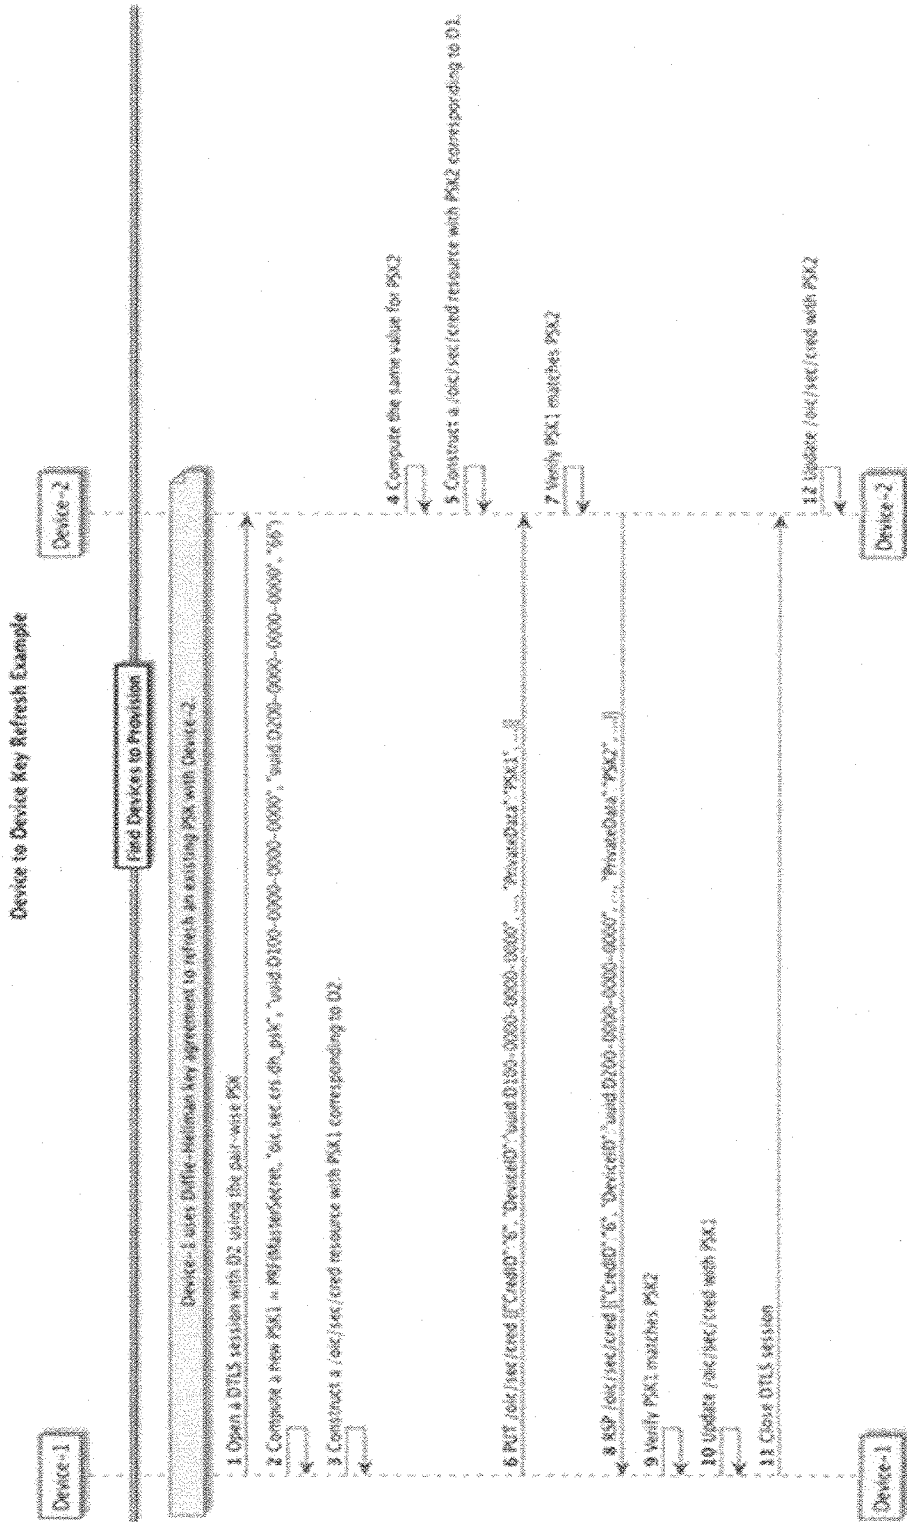 Device to Device Key Refresh Example
Device-1
Device-2
Find Devices to Provision
Device-1 uses Diffie-Hellman key agreement to refresh an existing PSK with Device-2.
1 Open a DTLS session with D2 using the pair-wise PSK
2 Compute a new PSK1 = PRF(MasterSecret, "oic.sec.crs.dh_psk", "uuid:D100-0000-0000-0000", "uuid:D200-0000-0000-0000", "66")
3 Construct a /oic/sec/cred resource with PSK1 corresponding to D2.
4 Compute the same value for PSK2
5 Construct a /oic/sec/cred resource with PSK2 corresponding to D1.
6 PUT /oic/sec/cred [{"CredID":"6", "DeviceID":"uuid:D100-0000-0000-0000", ... "PrivateData":"PSK1", ...}]
7 Verify PSK1 matches PSK2
8 RSP /oic/sec/cred [{"CredID":"6", "DeviceID":"uuid:D200-0000-0000-0000", ... "PrivateData":"PSK2", ...}]
9 Verify PSK1 matches PSK2
10 Update /oic/sec/cred with PSK1
11 Close DTLS session
12 Update /oic/sec/cred with PSK2
Device-1
Device-2